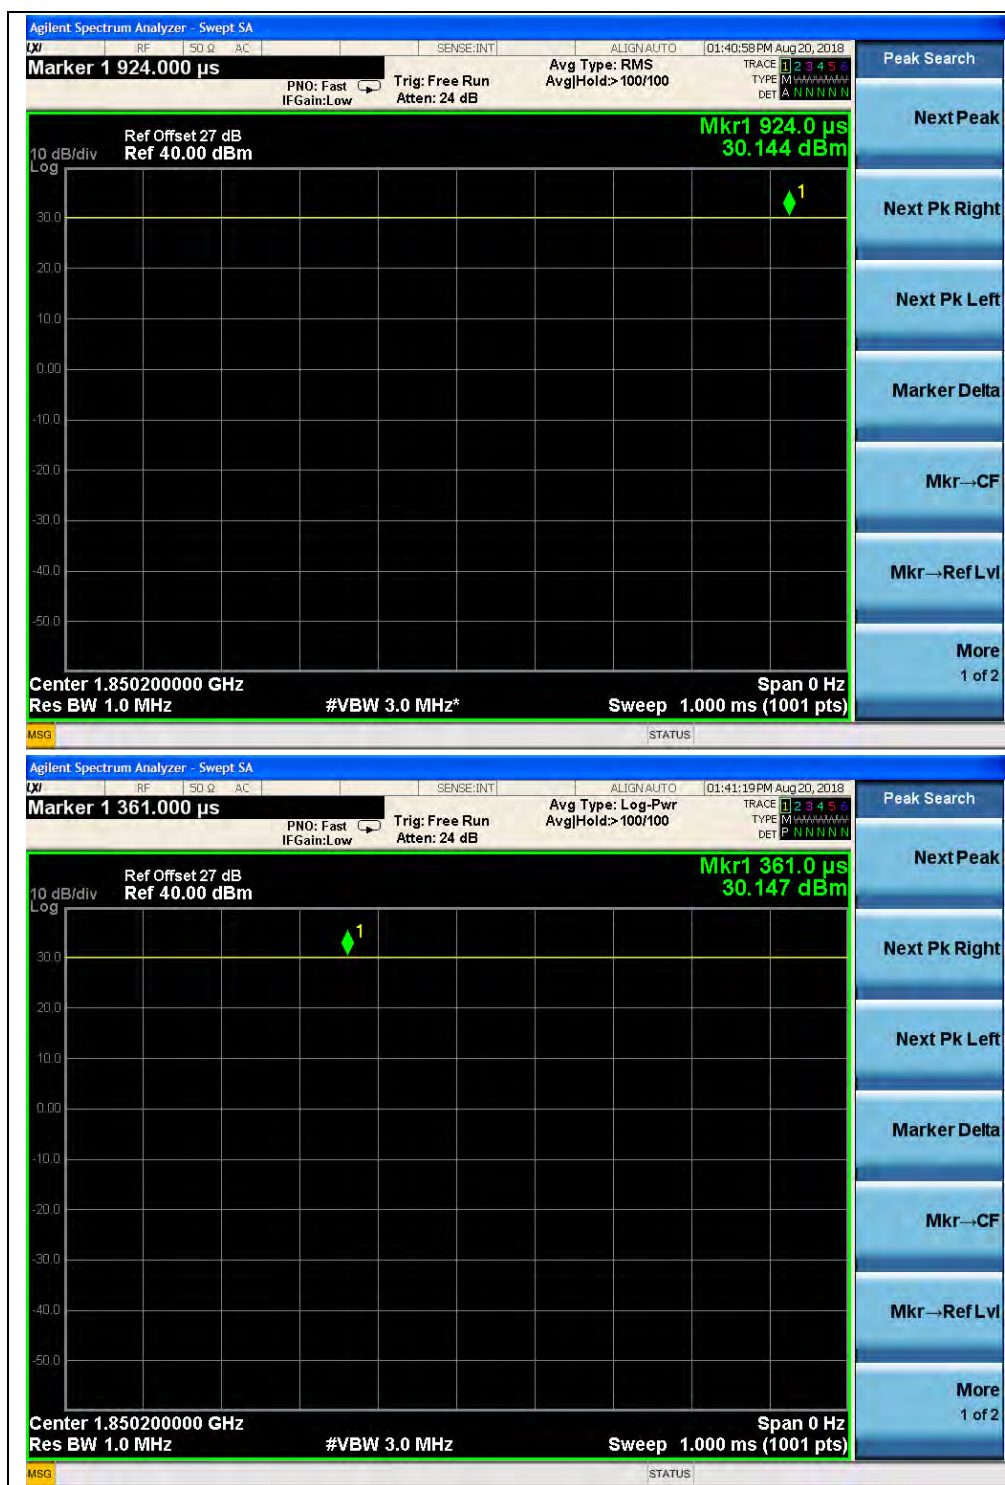 Agilent Spectrum Analyzer - Swept SA
LXI RF 50 Ω AC SENSE:INT ALIGN AUTO 01:40:58 PM Aug 20, 2018
Marker 1 924.000 µs
PNO: Fast
IFGain:Low
Trig: Free Run
Atten: 24 dB
Avg Type: RMS
Avg|Hold:>100/100
TRACE 1 2 3 4 5 6
TYPE M
DET A N N N N N
Peak Search
Mkr1 924.0 µs
30.144 dBm
Ref Offset 27 dB
10 dB/div Ref 40.00 dBm
Log
1
30.0
20.0
10.0
0.00
-10.0
-20.0
-30.0
-40.0
-50.0
Center 1.850200000 GHz Span 0 Hz
Res BW 1.0 MHz #VBW 3.0 MHz* Sweep 1.000 ms (1001 pts)
MSG STATUS
Next Peak
Next Pk Right
Next Pk Left
Marker Delta
Mkr→CF
Mkr→Ref Lvl
More
1 of 2
Agilent Spectrum Analyzer - Swept SA
LXI RF 50 Ω AC SENSE:INT ALIGN AUTO 01:41:19 PM Aug 20, 2018
Marker 1 361.000 µs
PNO: Fast
IFGain:Low
Trig: Free Run
Atten: 24 dB
Avg Type: Log-Pwr
Avg|Hold:>100/100
TRACE 1 2 3 4 5 6
TYPE M
DET P N N N N N
Peak Search
Mkr1 361.0 µs
30.147 dBm
Ref Offset 27 dB
10 dB/div Ref 40.00 dBm
Log
1
30.0
20.0
10.0
0.00
-10.0
-20.0
-30.0
-40.0
-50.0
Center 1.850200000 GHz Span 0 Hz
Res BW 1.0 MHz #VBW 3.0 MHz Sweep 1.000 ms (1001 pts)
MSG STATUS
Next Peak
Next Pk Right
Next Pk Left
Marker Delta
Mkr→CF
Mkr→Ref Lvl
More
1 of 2